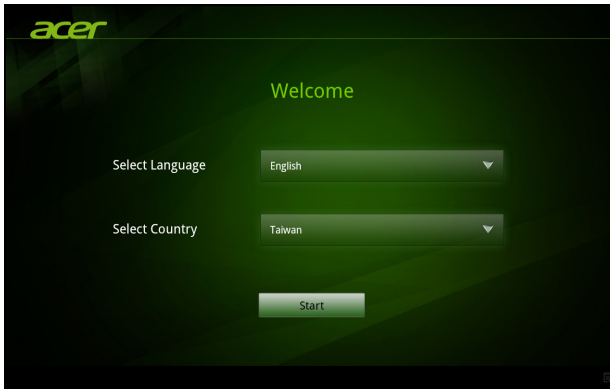 acer
Welcome
Select Language English
Select Country Taiwan
Start